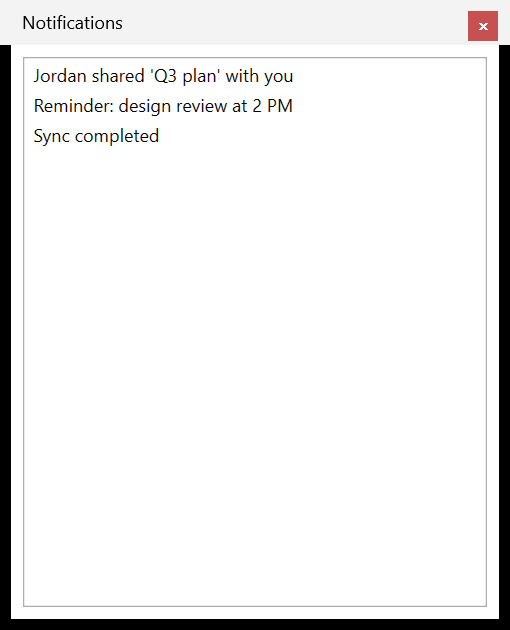 Notifications
Jordan shared 'Q3 plan' with you
Reminder: design review at 2 PM
Sync completed